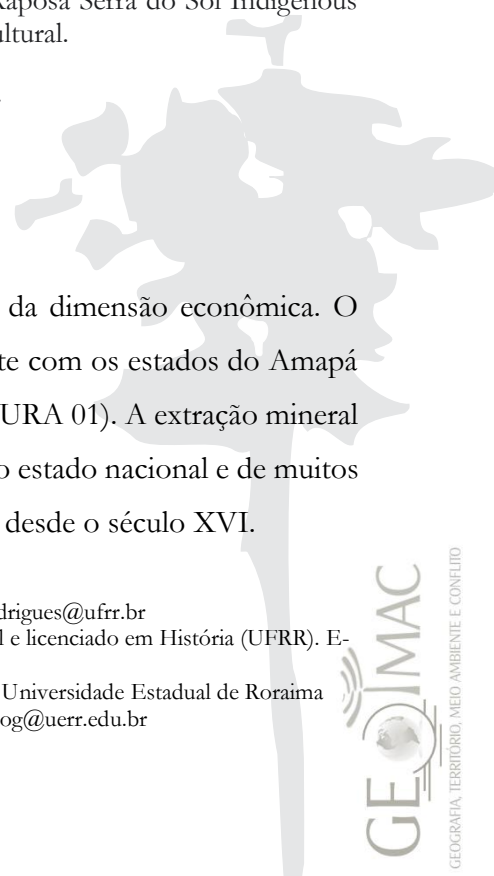 Raposa Serra do Sol Indigenous
ultural.
da dimensão econômica. O
te com os estados do Amapá
URA 01). A extração mineral
o estado nacional e de muitos
desde o século XVI.
drigues@ufrr.br
l e licenciado em História (UFRR). E-
Universidade Estadual de Roraima
og@uerr.edu.br
GEOIMAC
GEOGRAFIA, TERRITÓRIO, MEIO AMBIENTE E CONFLITO